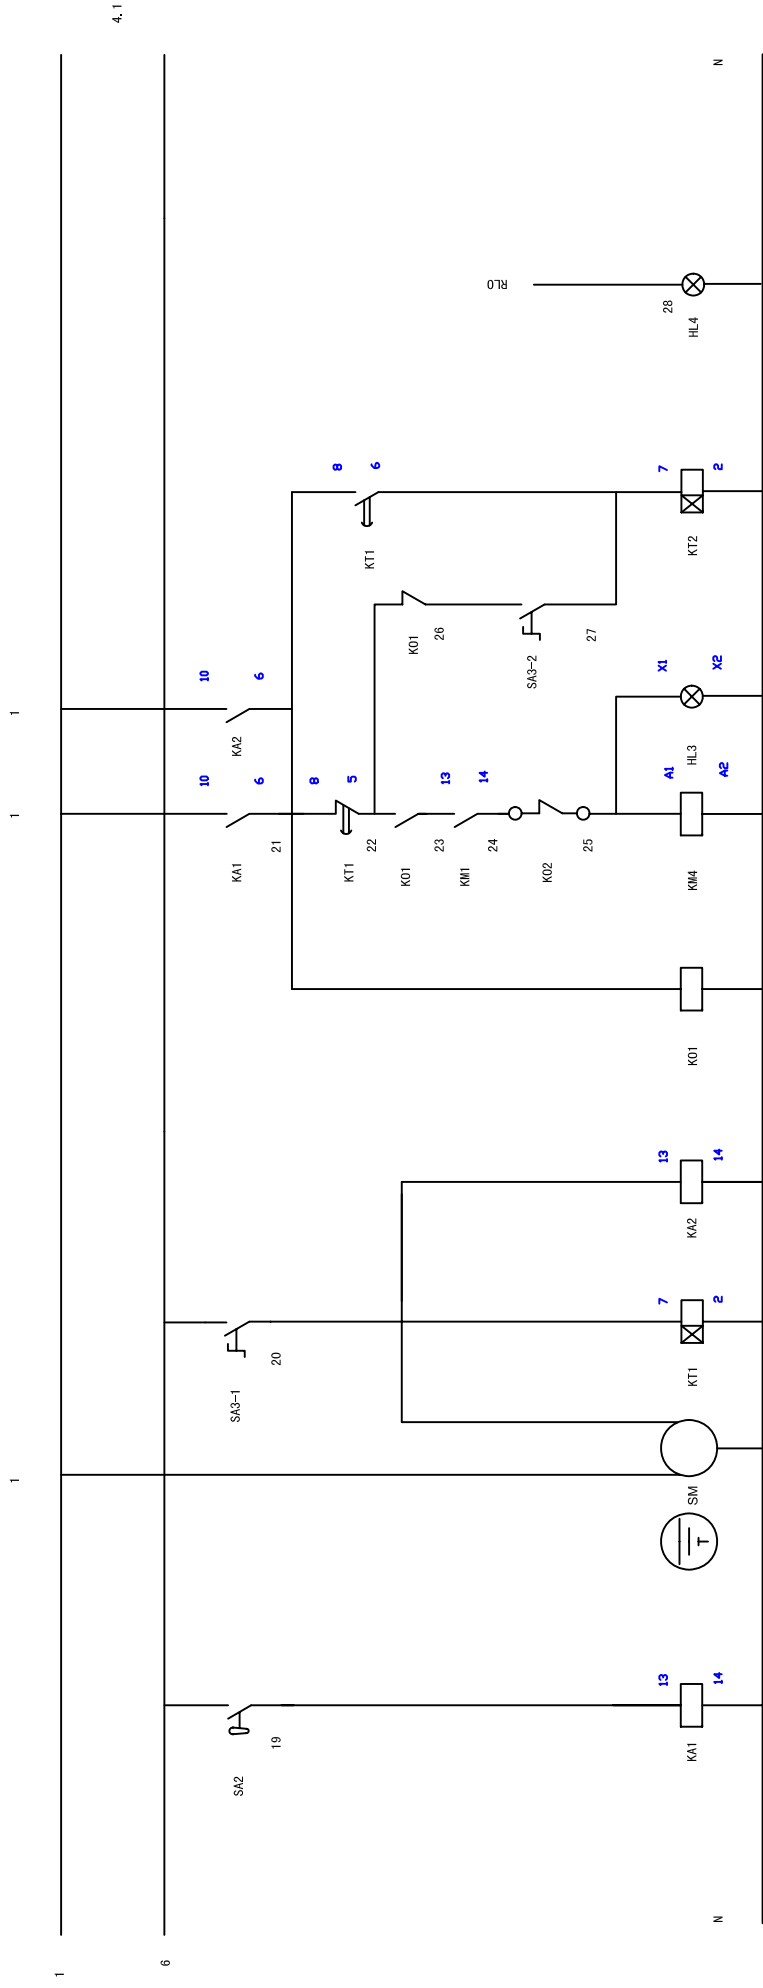 1
1
1
1
4.1
6
10
10
SA2
SA3-1
KA1
KA2
6
6
19
20
21
8
8
KT1
5
22
KT1
6
K01
K01
23
26
13
KM1
14
24
RLO
SA3-2
K02
25
27
13
7
13
A1
X1
7
28
KA1
SM
T
KT1
KA2
K01
KM4
HL3
KT2
HL4
N
14
2
14
A2
X2
2
N